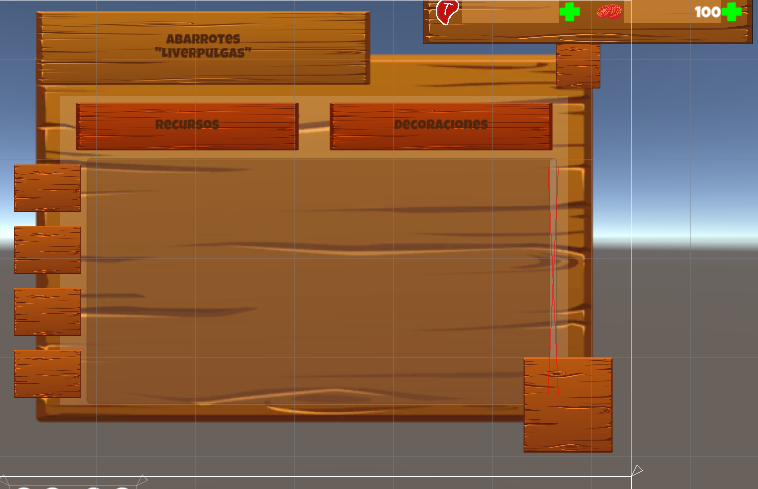 ABARROTES
"LIVERPULGAS"
100
RECURSOS
DECORACIONES